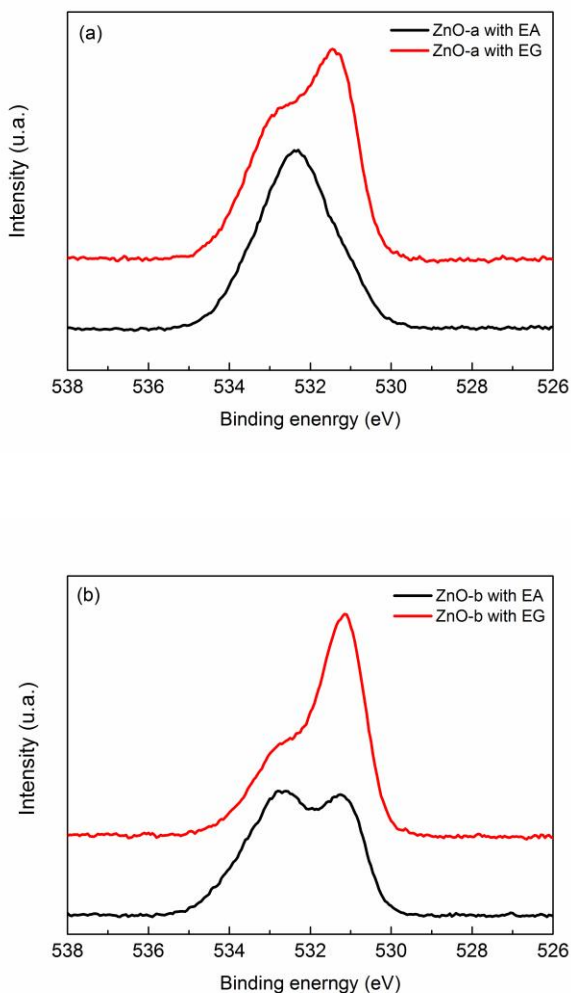 (a)
ZnO-a with EA
ZnO-a with EG
Intensity (u.a.)
538 536 534 532 530 528 526
Binding enenrgy (eV)
(b)
ZnO-b with EA
ZnO-b with EG
Intensity (u.a.)
538 536 534 532 530 528 526
Binding enenrgy (eV)